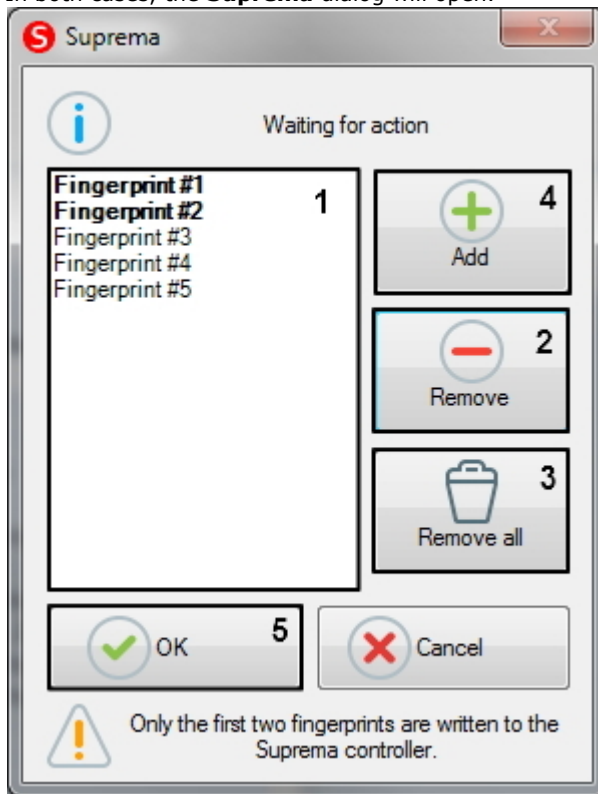 In both cases, the Suprema dialog will open.
S Suprema
x
i
Waiting for action
Fingerprint #1
Fingerprint #2
Fingerprint #3
Fingerprint #4
Fingerprint #5
1
4
Add
2
Remove
3
Remove all
OK
5
Cancel
Only the first two fingerprints are written to the
Suprema controller.